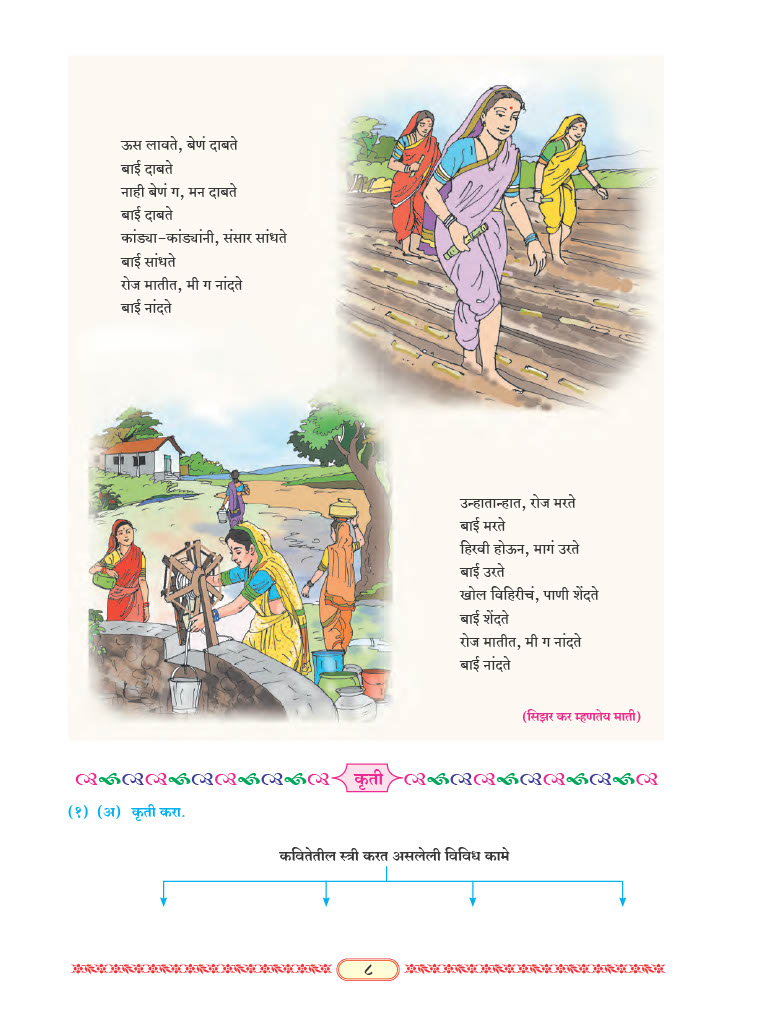 ऊस लावते, बेणं दाबते
बाई दाबते
नाही बेणं ग, मन दाबते
बाई दाबते
कांड्या-कांड्यांनी, संसार सांधते
बाई सांधते
रोज मातीत, मी ग नांदते
बाई नांदते
उन्हातान्हात, रोज मरते
बाई मरते
हिरवी होऊन, मागं उरते
बाई उरते
खोल विहिरीचं, पाणी शेंदते
बाई शेंदते
रोज मातीत, मी ग नांदते
बाई नांदते
(सिझर कर म्हणतेय माती)
कृती
(१) (अ) कृती करा.
कवितेतील स्त्री करत असलेली विविध कामे
८